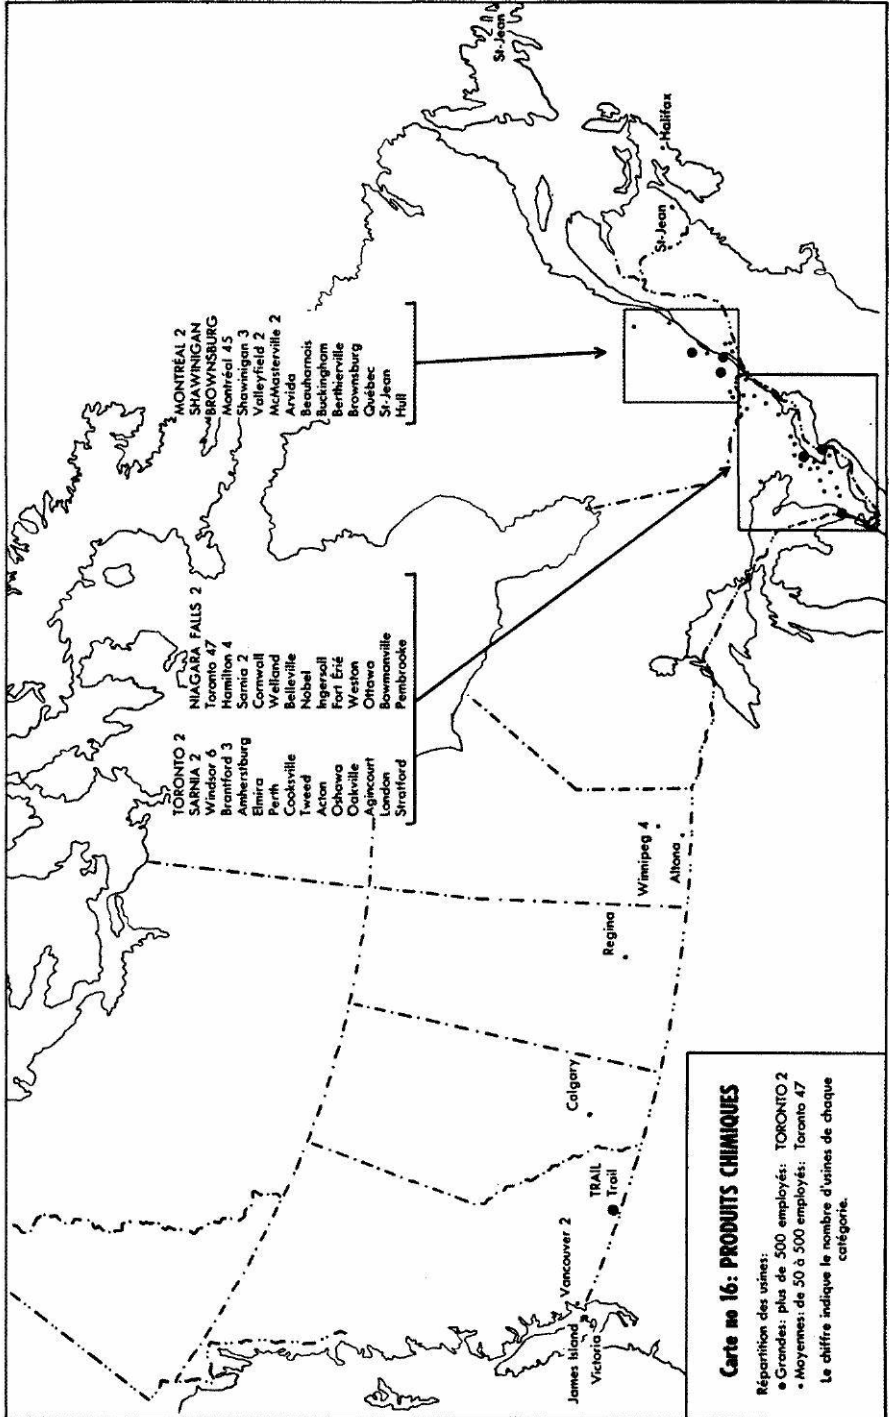 TORONTO 2
SARNIA 2
Windsor 6
Brantford 3
Amherstburg
Elmira
Perth
Cooksville
Tweed
Acton
Oshawa
Oakville
Agincourt
London
Stratford
NIAGARA FALLS 2
Toronto 47
Hamilton 4
Sarnia 2
Cornwall
Welland
Belleville
Nobel
Ingersoll
Fort Érié
Weston
Ottawa
Bowmanville
Pembrooke
MONTRÉAL 2
SHAWINIGAN
BROWNSBURG
Montréal 45
Shawinigan 3
Valleyfield 2
McMasterville 2
Arvida
Beauharnois
Buckingham
Berthierville
Brownsburg
Québec
St-Jean
Hull
St-Jean
Halifax
St-Jean
Winnipeg 4
Altona
Regina
Calgary
TRAIL
Trail
Vancouver 2
James Island
Victoria
Carte no 16: PRODUITS CHIMIQUES
Répartition des usines:
• Grandes: plus de 500 employés: TORONTO 2
• Moyennes: de 50 à 500 employés: Toronto 47
Le chiffre indique le nombre d'usines de chaque
catégorie.